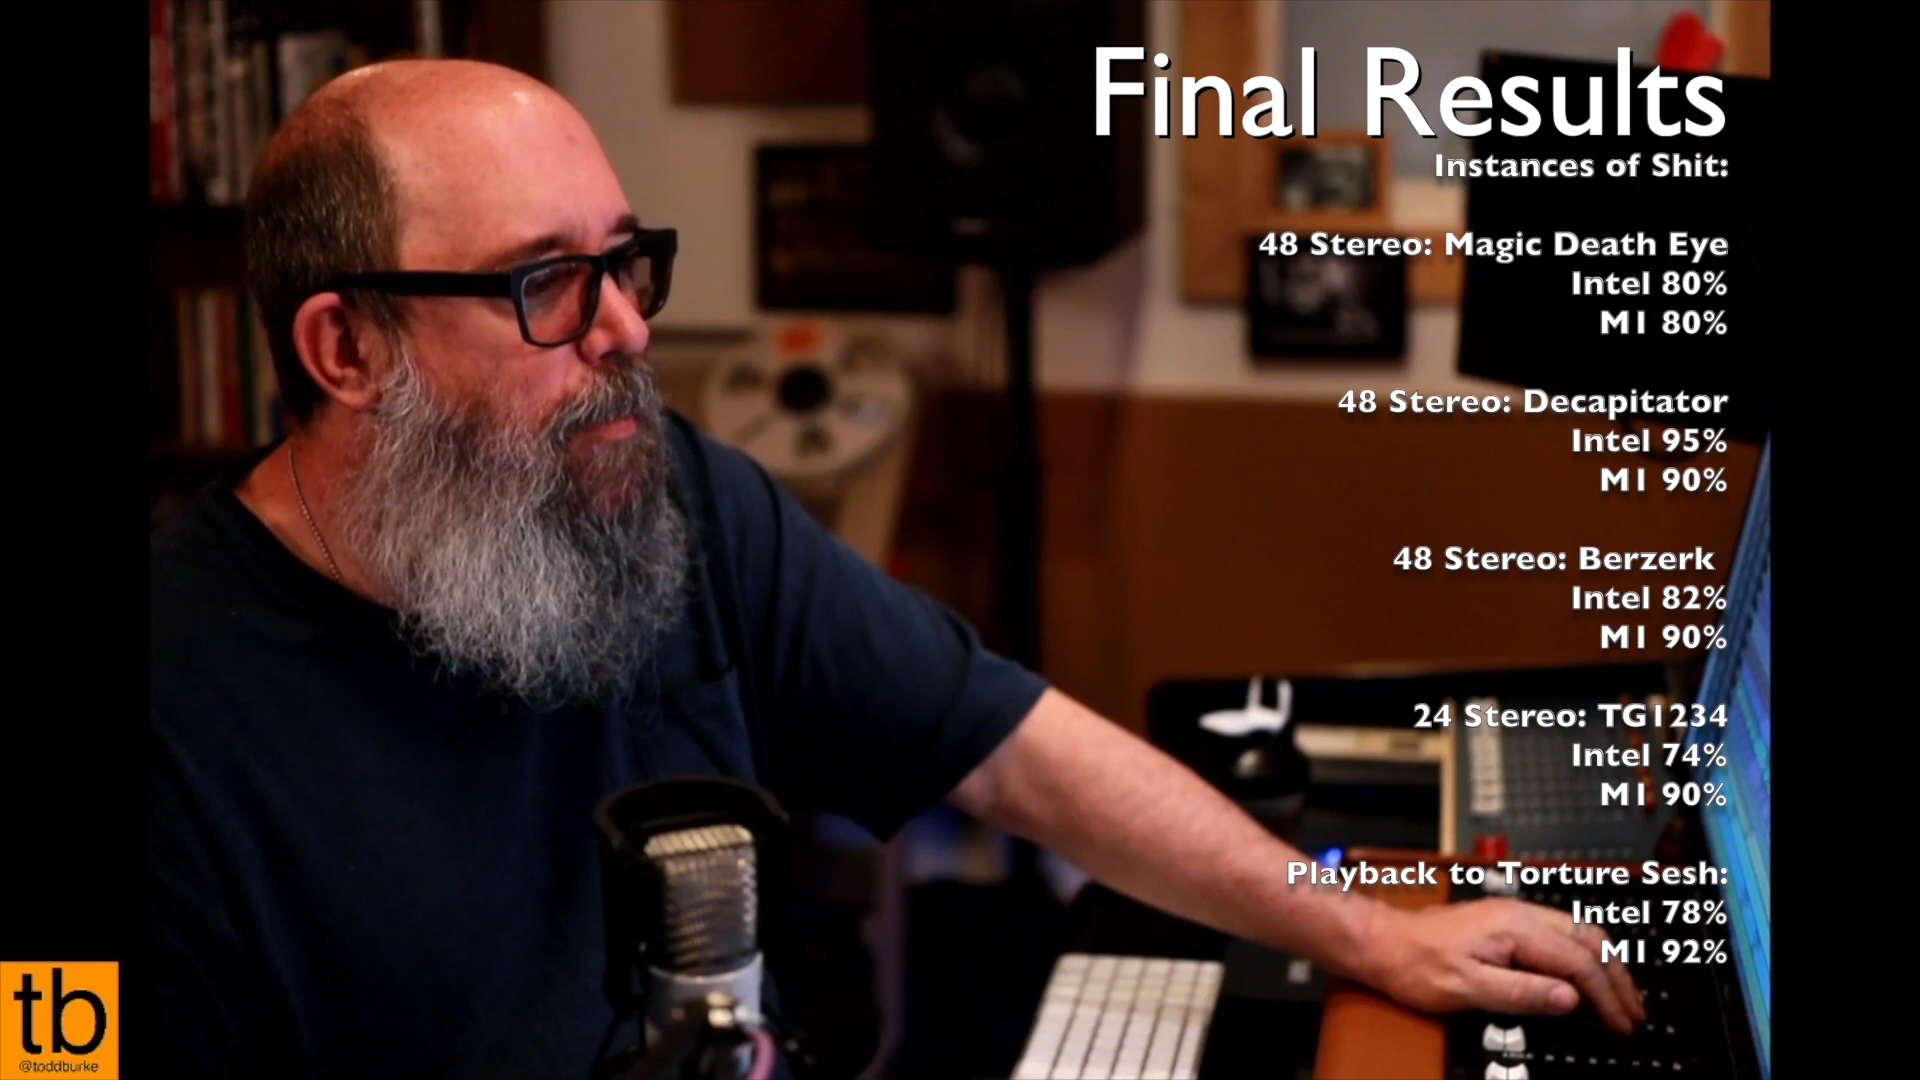 Final Results
Instances of Shit:
48 Stereo: Magic Death Eye
Intel 80%
M1 80%
48 Stereo: Decapitator
Intel 95%
M1 90%
48 Stereo: Berzerk
Intel 82%
M1 90%
24 Stereo: TG1234
Intel 74%
M1 90%
Playback to Torture Sesh:
Intel 78%
M1 92%
tb
@toddburke